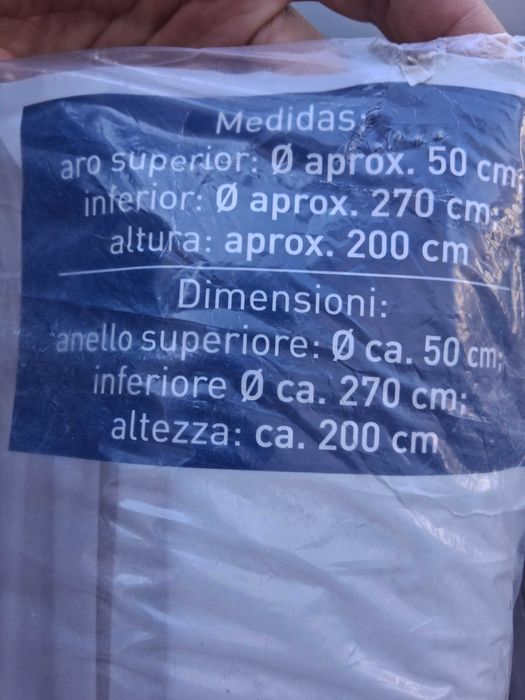 Medidas:
aro superior: Ø aprox. 50 cm
inferior: Ø aprox. 270 cm;
altura: aprox. 200 cm
Dimensioni:
anello superiore: Ø ca. 50 cm;
inferiore Ø ca. 270 cm;
altezza: ca. 200 cm